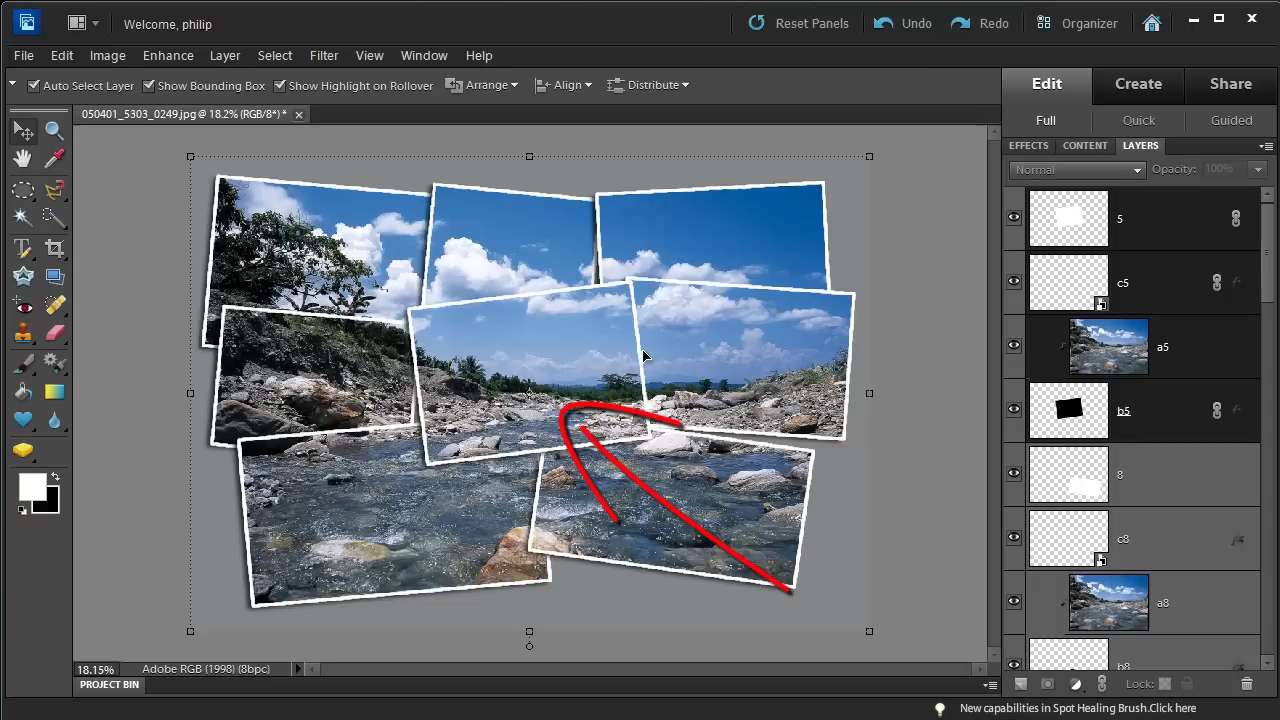 Welcome, philip
Reset Panels
Undo
Redo
Organizer
File Edit Image Enhance Layer Select Filter View Window Help
Auto Select Layer Show Bounding Box Show Highlight on Rollover Arrange Align Distribute
Edit Create Share
050401_5303_0249.jpg @ 18.2% (RGB/8*) *
Full Quick Guided
EFFECTS CONTENT LAYERS
Normal Opacity: 100%
5
c5
a5
b5
8
c8
a8
b8
18.15% Adobe RGB (1998) (8bpc)
PROJECT BIN
Lock:
New capabilities in Spot Healing Brush.Click here